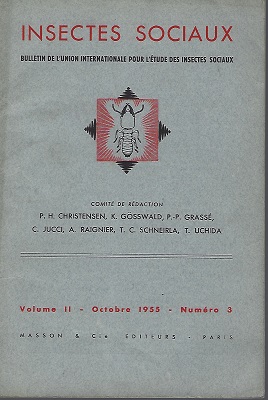 INSECTES SOCIAUX
BULLETIN DE L'UNION INTERNATIONALE POUR L'ÉTUDE DES INSECTES SOCIAUX
COMITÉ DE RÉDACTION
P. H. CHRISTENSEN, K. GOSSWALD, P.-P. GRASSÉ,
C. JUCCI, A. RAIGNIER, T. C. SCHNEIRLA, T. UCHIDA
Volume II - Octobre 1955 - Numéro 3
MASSON & Cie EDITEURS - PARIS